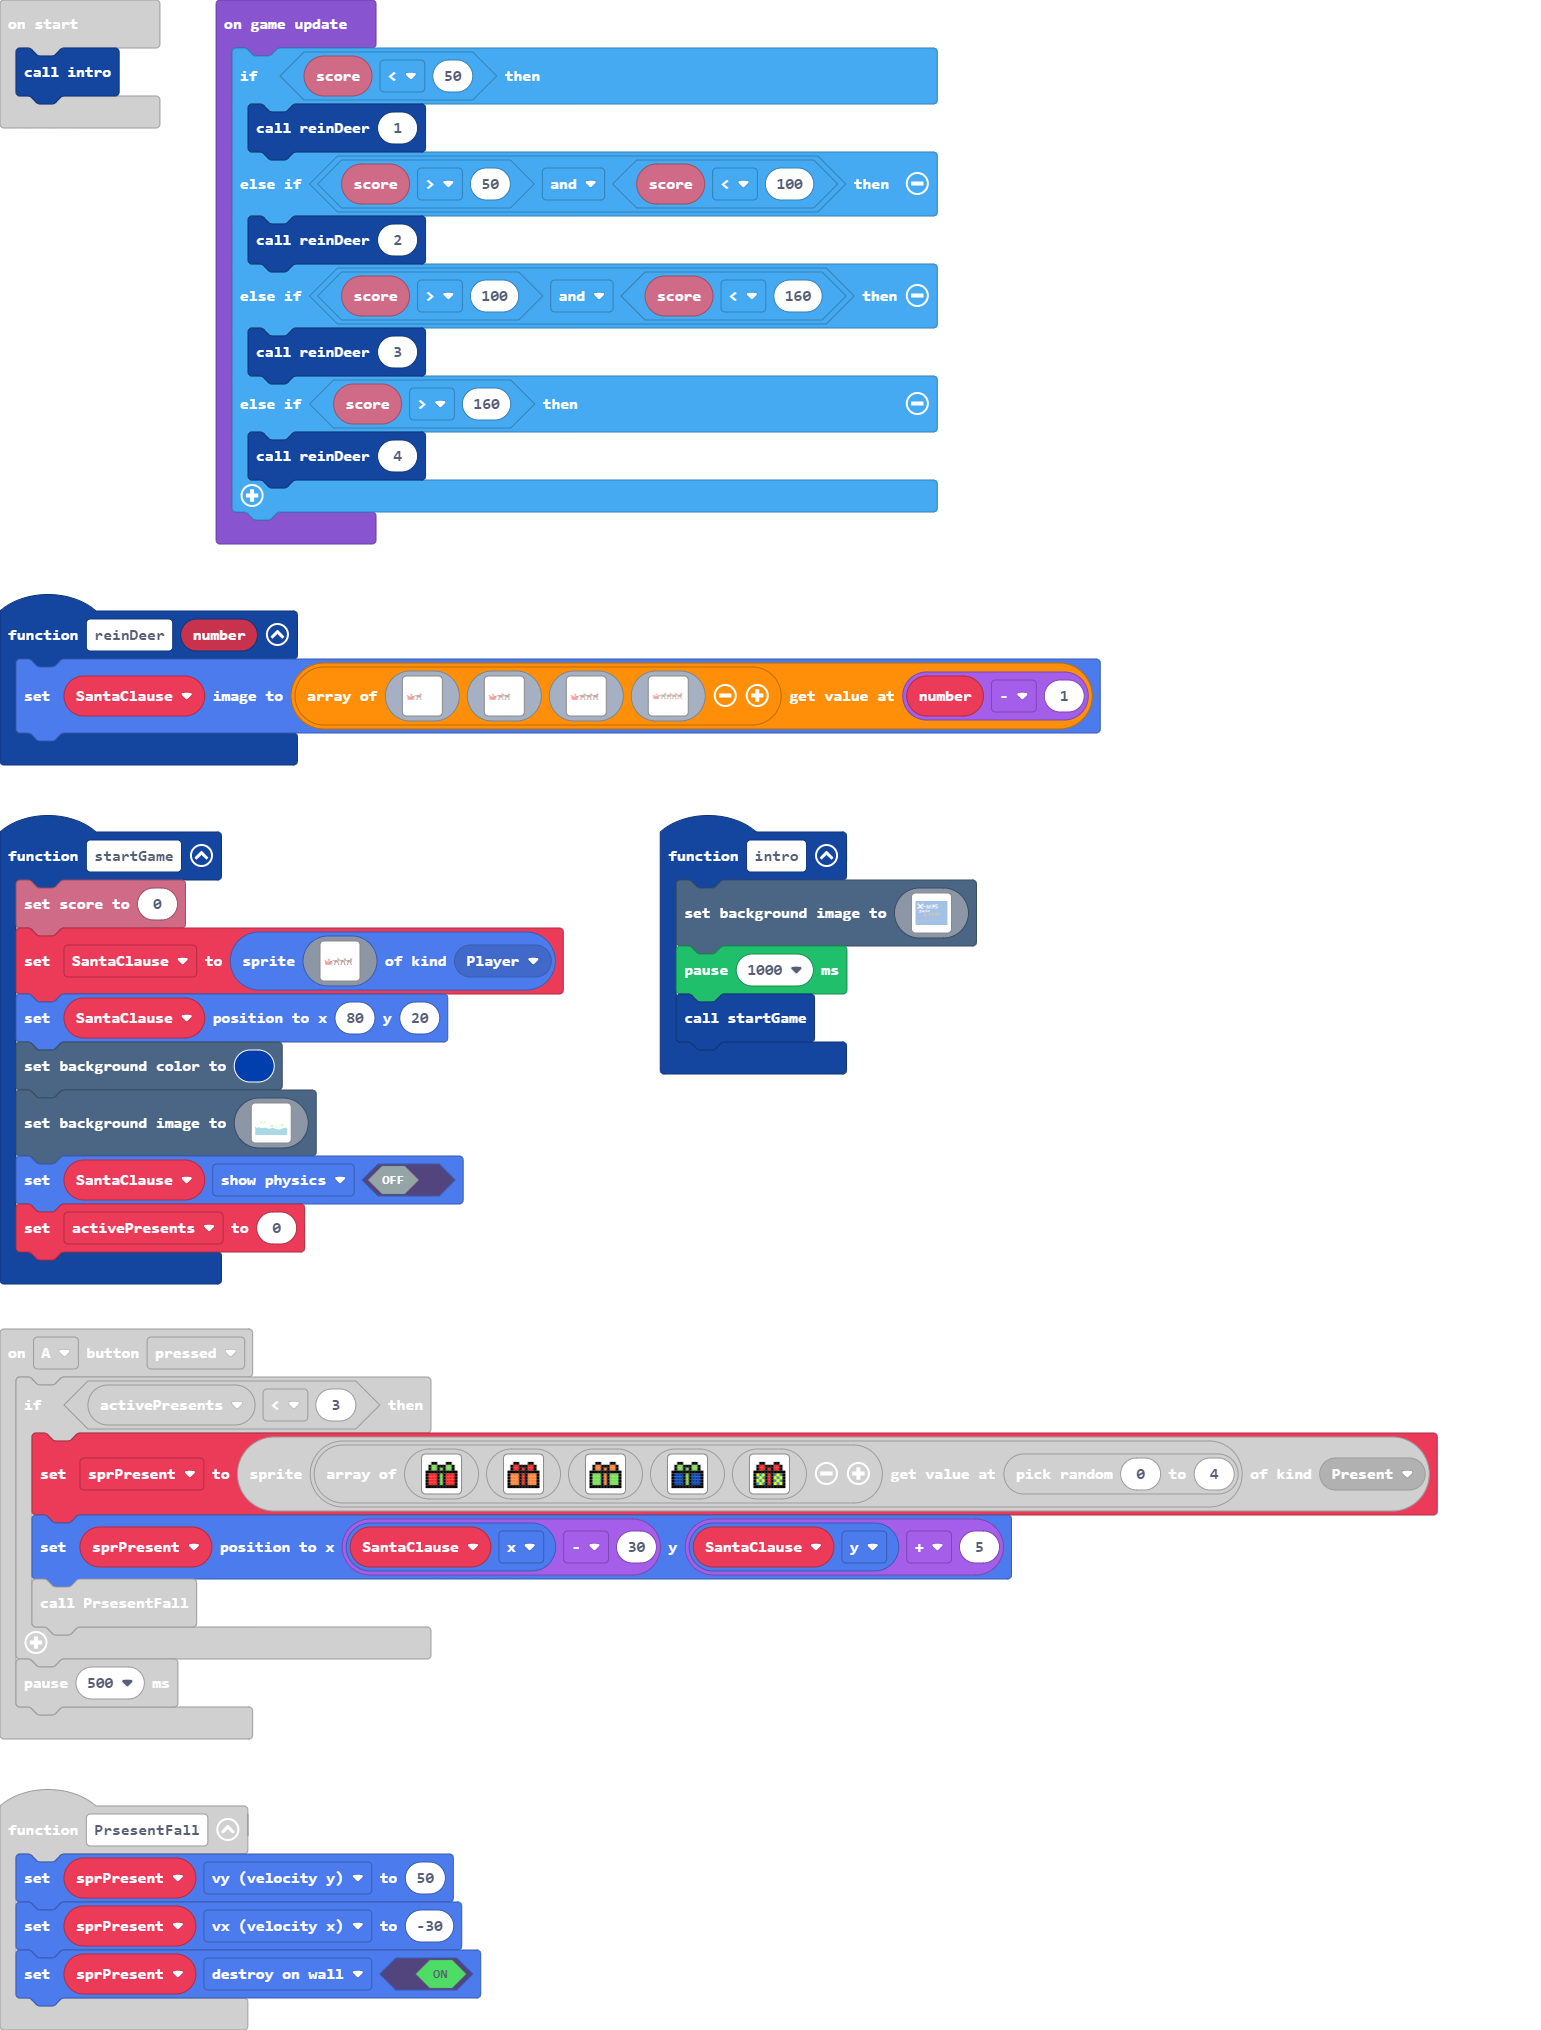 on start
call intro
on game update
if score < 50 then
call reinDeer 1
else if score > 50 and score < 100 then
call reinDeer 2
else if score > 100 and score < 160 then
call reinDeer 3
else if score > 160 then
call reinDeer 4
function reinDeer number
set SantaClause image to array of get value at number - 1
function startGame
set score to 0
set SantaClause to sprite of kind Player
set SantaClause position to x 80 y 20
set background color to
set background image to
set SantaClause show physics OFF
set activePresents to 0
function intro
set background image to
pause 1000 ms
call startGame
on A button pressed
if activePresents < 3 then
set sprPresent to sprite array of get value at pick random 0 to 4 of kind Present
set sprPresent position to x SantaClause x - 30 y SantaClause y + 5
call PrsesentFall
pause 500 ms
function PrsesentFall
set sprPresent vy (velocity y) to 50
set sprPresent vx (velocity x) to -30
set sprPresent destroy on wall ON